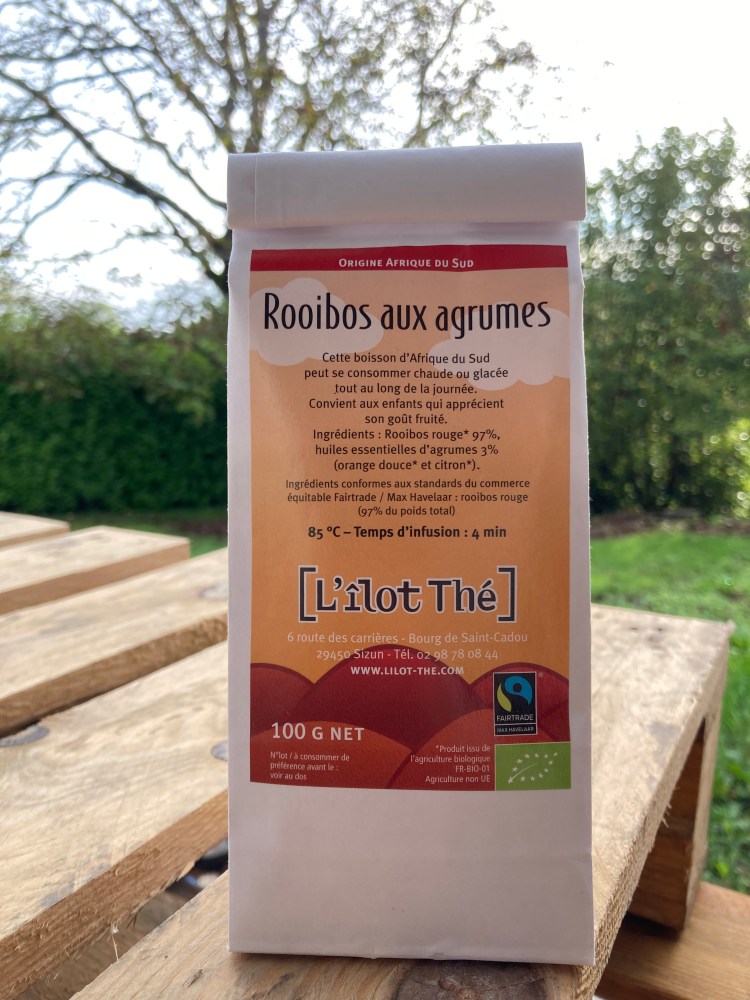 Origine Afrique du Sud
Rooibos aux agrumes
Cette boisson d'Afrique du Sud
peut se consommer chaude ou glacée
tout au long de la journée.
Convient aux enfants qui apprécient
son goût fruité.
Ingrédients : Rooibos rouge* 97%,
huiles essentielles d'agrumes 3%
(orange douce* et citron*).
Ingrédients conformes aux standards du commerce
équitable Fairtrade / Max Havelaar : rooibos rouge
(97% du poids total)
85 °C – Temps d'infusion : 4 min
[L'îlot Thé]
6 route des carrières - Bourg de Saint-Cadou
29450 Sizun - Tél. 02 98 78 08 44
www.lilot-the.com
FAIRTRADE
MAX HAVELAAR
100 G NET
N°lot / à consommer de
préférence avant le :
voir au dos
*Produit issu de
l'agriculture biologique
FR-BIO-01
Agriculture non UE